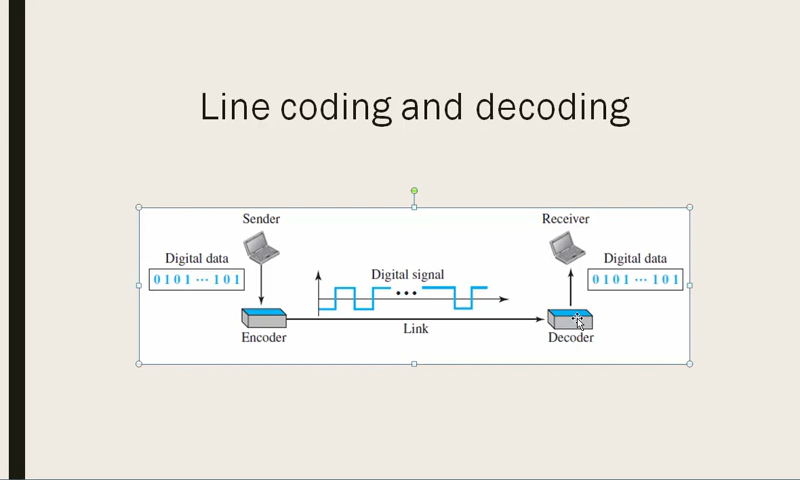 Line coding and decoding
Sender
Receiver
Digital data
0 1 0 1 ••• 1 0 1
Digital signal
•••
Digital data
0 1 0 1 ••• 1 0 1
Link
Encoder
Decoder